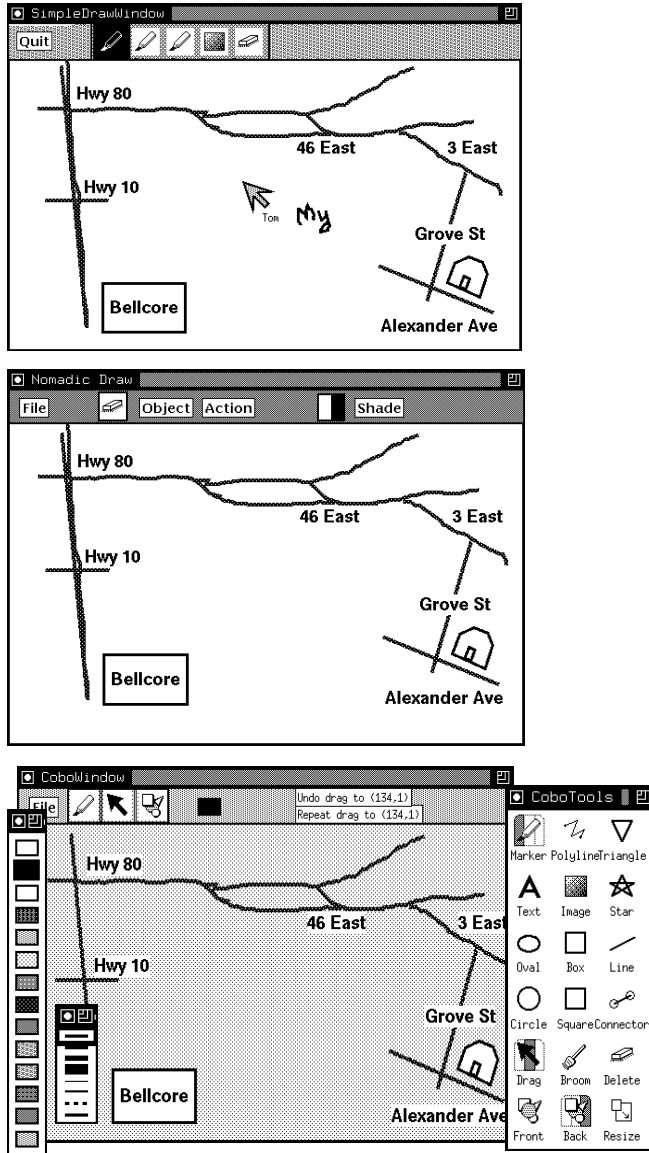 SimpleDrawWindow
Quit
Hwy 80
46 East
3 East
Hwy 10
Tom
My
Grove St
Bellcore
Alexander Ave
Nomadic Draw
File
Object
Action
Shade
Hwy 80
46 East
3 East
Hwy 10
Grove St
Bellcore
Alexander Ave
CoboWindow
File
Undo drag to (134,1)
Repeat drag to (134,1)
Hwy 80
46 East
3 East
Hwy 10
Grove St
Bellcore
Alexander Ave
CoboTools
Marker Polyline Triangle
Text Image Star
Oval Box Line
Circle Square Connector
Drag Broom Delete
Front Back Resize